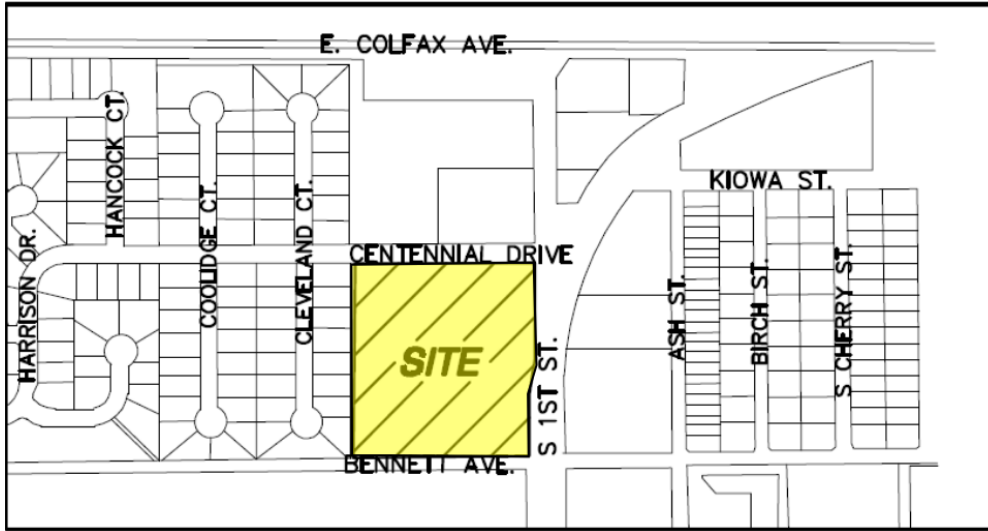 E. COLFAX AVE.
HANCOCK CT.
COOLIDGE CT.
CLEVELAND CT.
HARRISON DR.
KIOWA ST.
CENTENNIAL DRIVE
SITE
S 1ST ST.
ASH ST.
BIRCH ST.
S CHERRY ST.
BENNETT AVE.